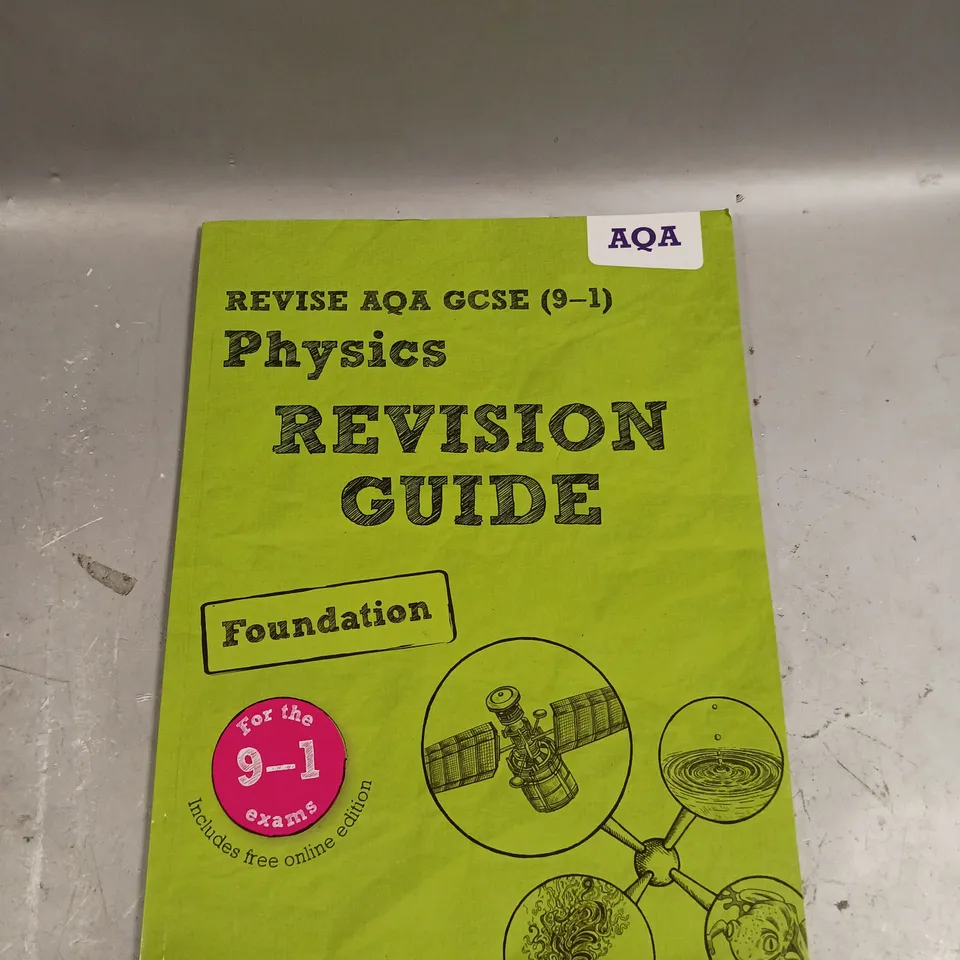 AQA
REVISE AQA GCSE (9–1)
Physics
REVISION
GUIDE
Foundation
For the
9–1
exams
Includes free online edition